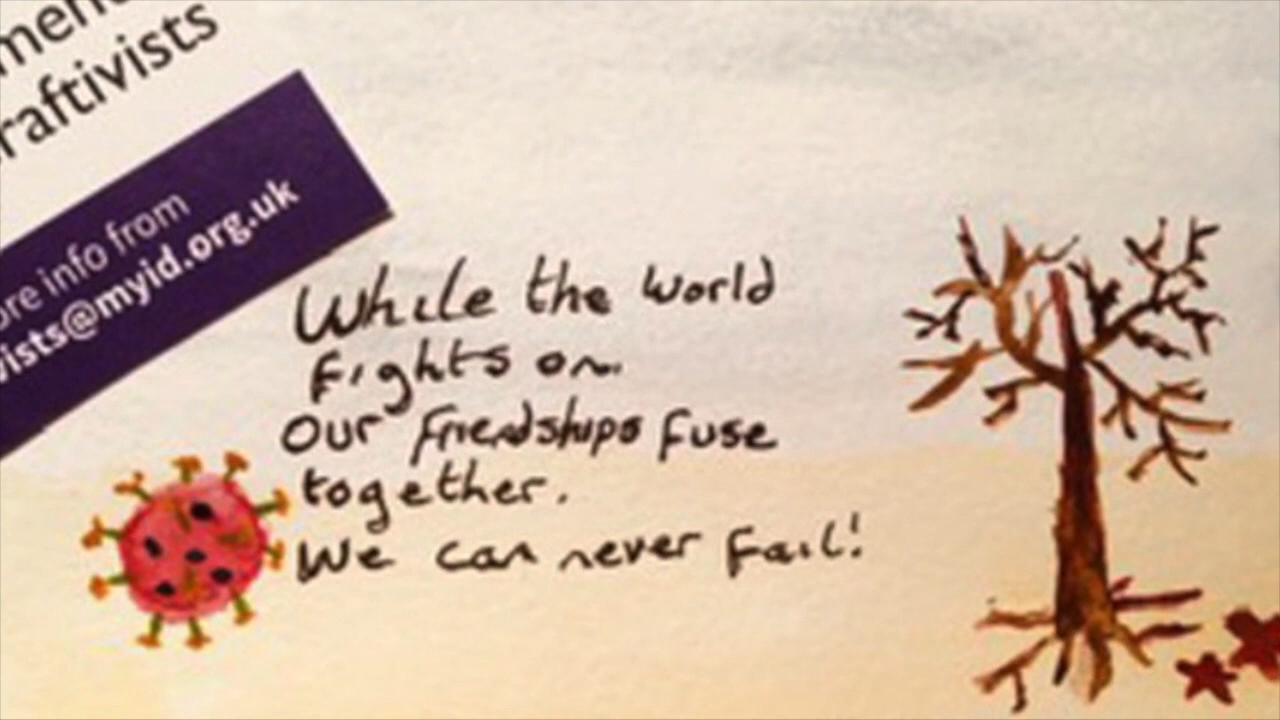 raftivists
ore info from
vists@myid.org.uk
While the World
fights on.
Our friendships fuse
together.
We can never fail!